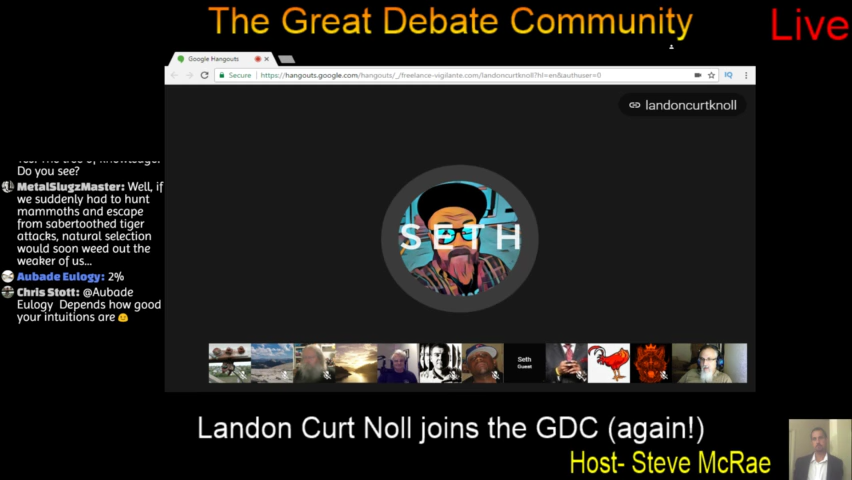 The Great Debate Community
Live
Google Hangouts
Secure
https://hangouts.google.com/hangouts/_/freelance-vigilante.com/landoncurtknoll?hl=en&authuser=0
IQ
landoncurtknoll
SETH
Do you see?
MetalSlugzMaster: Well, if
we suddenly had to hunt
mammoths and escape
from sabertoothed tiger
attacks, natural selection
would soon weed out the
weaker of us...
Aubade Eulogy: 2%
Chris Stott: @Aubade
Eulogy Depends how good
your intuitions are
Seth
Guest
Landon Curt Noll joins the GDC (again!)
Host- Steve McRae